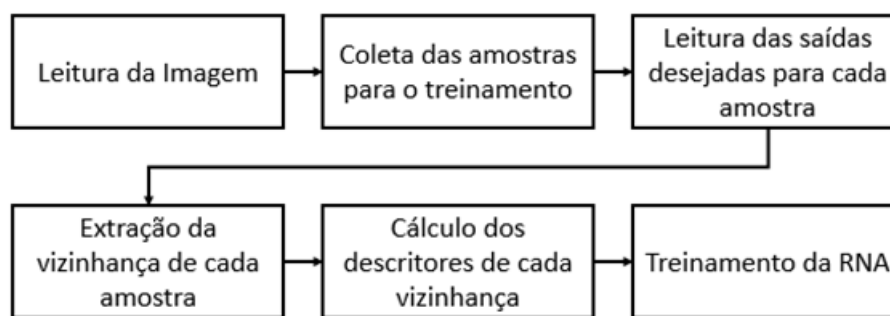 Leitura da Imagem
Coleta das amostras
para o treinamento
Leitura das saídas
desejadas para cada
amostra
Extração da
vizinhança de cada
amostra
Cálculo dos
descritores de cada
vizinhança
Treinamento da RNA